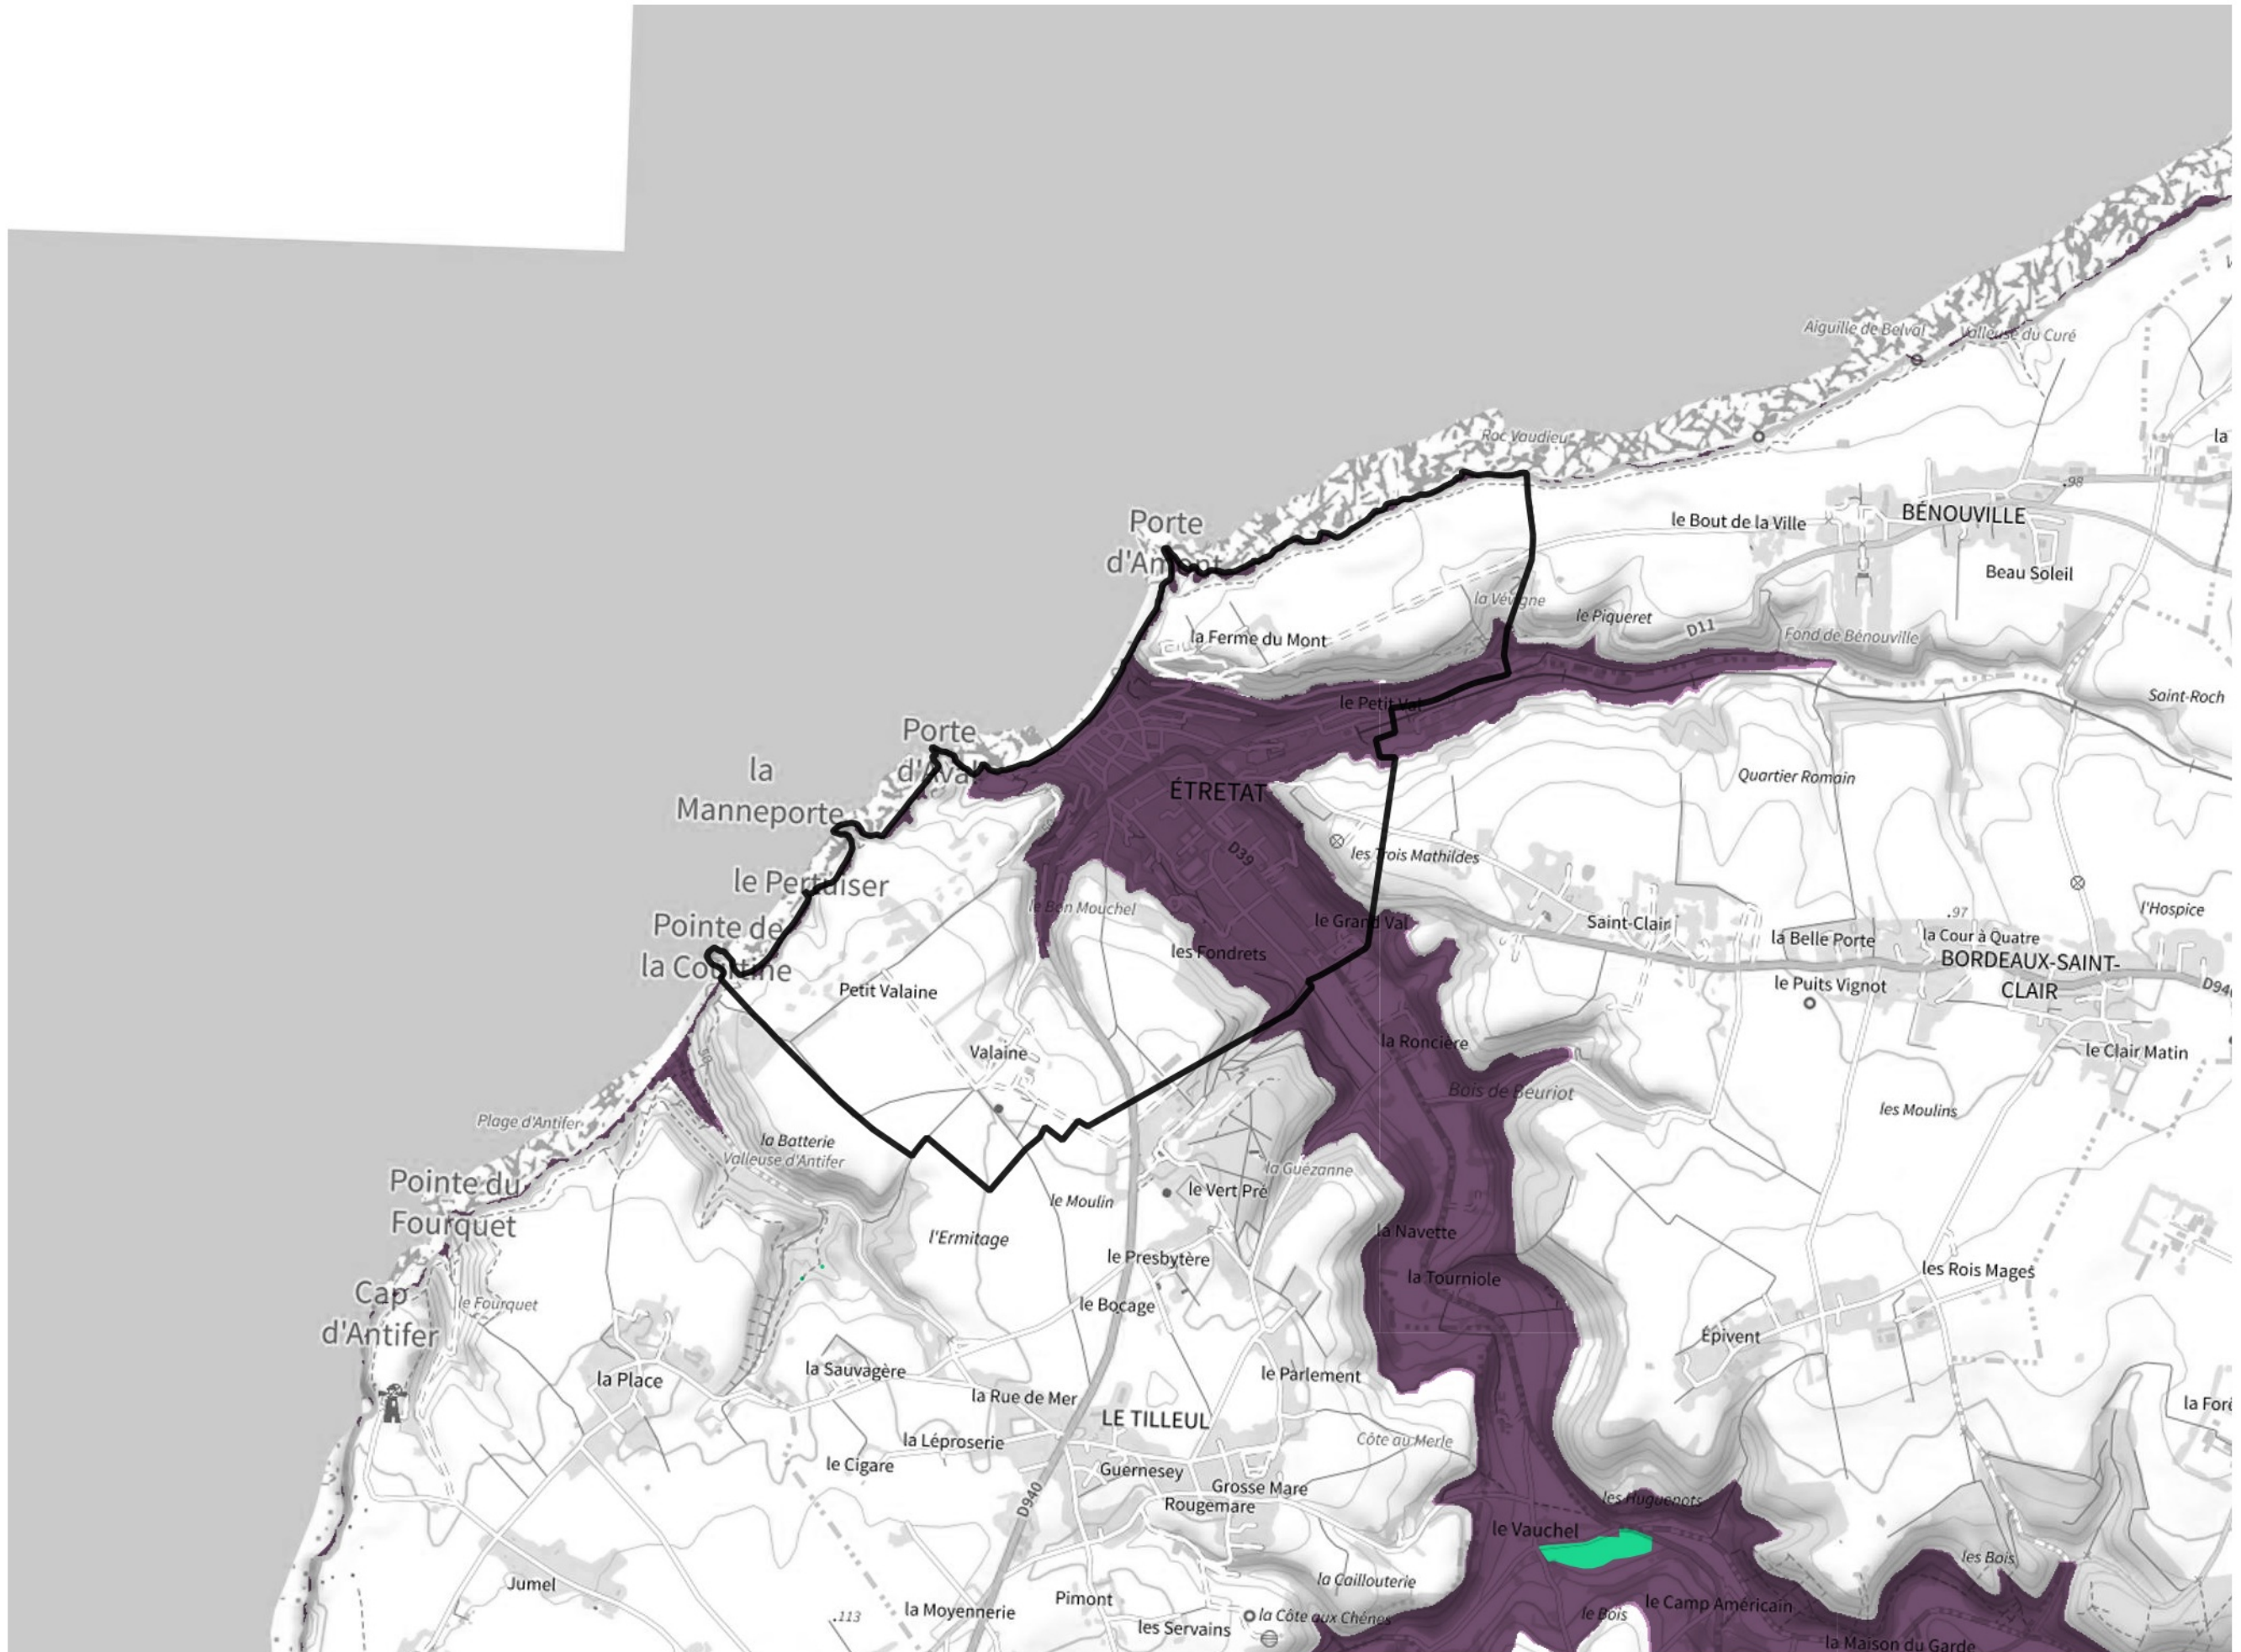 Aiguille de Belval
Valleuse du Curé
Roc Vaudieu
la
.98
Porte
d'Amont
le Bout de la Ville
BÉNOUVILLE
Beau Soleil
la Vévigne
le Piqueret
D11
Fond de Bénouville
la Ferme du Mont
Saint-Roch
le Petit Val
Porte
d'Aval
la
Manneporte
ÉTRETAT
Quartier Romain
D39
les Trois Mathildes
le Pertuiser
le Bon Mouchel
Pointe de
la Courtine
le Grand Val
Saint-Clair
.97
l'Hospice
la Belle Porte
la Cour à Quatre
les Fondrets
BORDEAUX-SAINT-
CLAIR
Petit Valaine
le Puits Vignot
D940
Valaine
la Roncière
le Clair Matin
50
Bois de Beuriot
les Moulins
Plage d'Antifer
la Batterie
Valleuse d'Antifer
la Guézanne
Pointe du
Fourquet
le Moulin
le Vert Pré
l'Ermitage
la Navette
le Presbytère
la Tourniole
les Rois Mages
Cap
d'Antifer
le Fourquet
le Bocage
Épivent
la Place
la Sauvagère
le Parlement
la Rue de Mer
LE TILLEUL
la Léproserie
Côte au Merle
le Cigare
Guernesey
Grosse Mare
Rougemare
D940
les Huguenots
le Vauchel
les Bois
Jumel
la Caillouterie
Pimont
.113
la Moyennerie
la Côte aux Chênes
le Bois
le Camp Américain
les Servains
la Maison du Garde